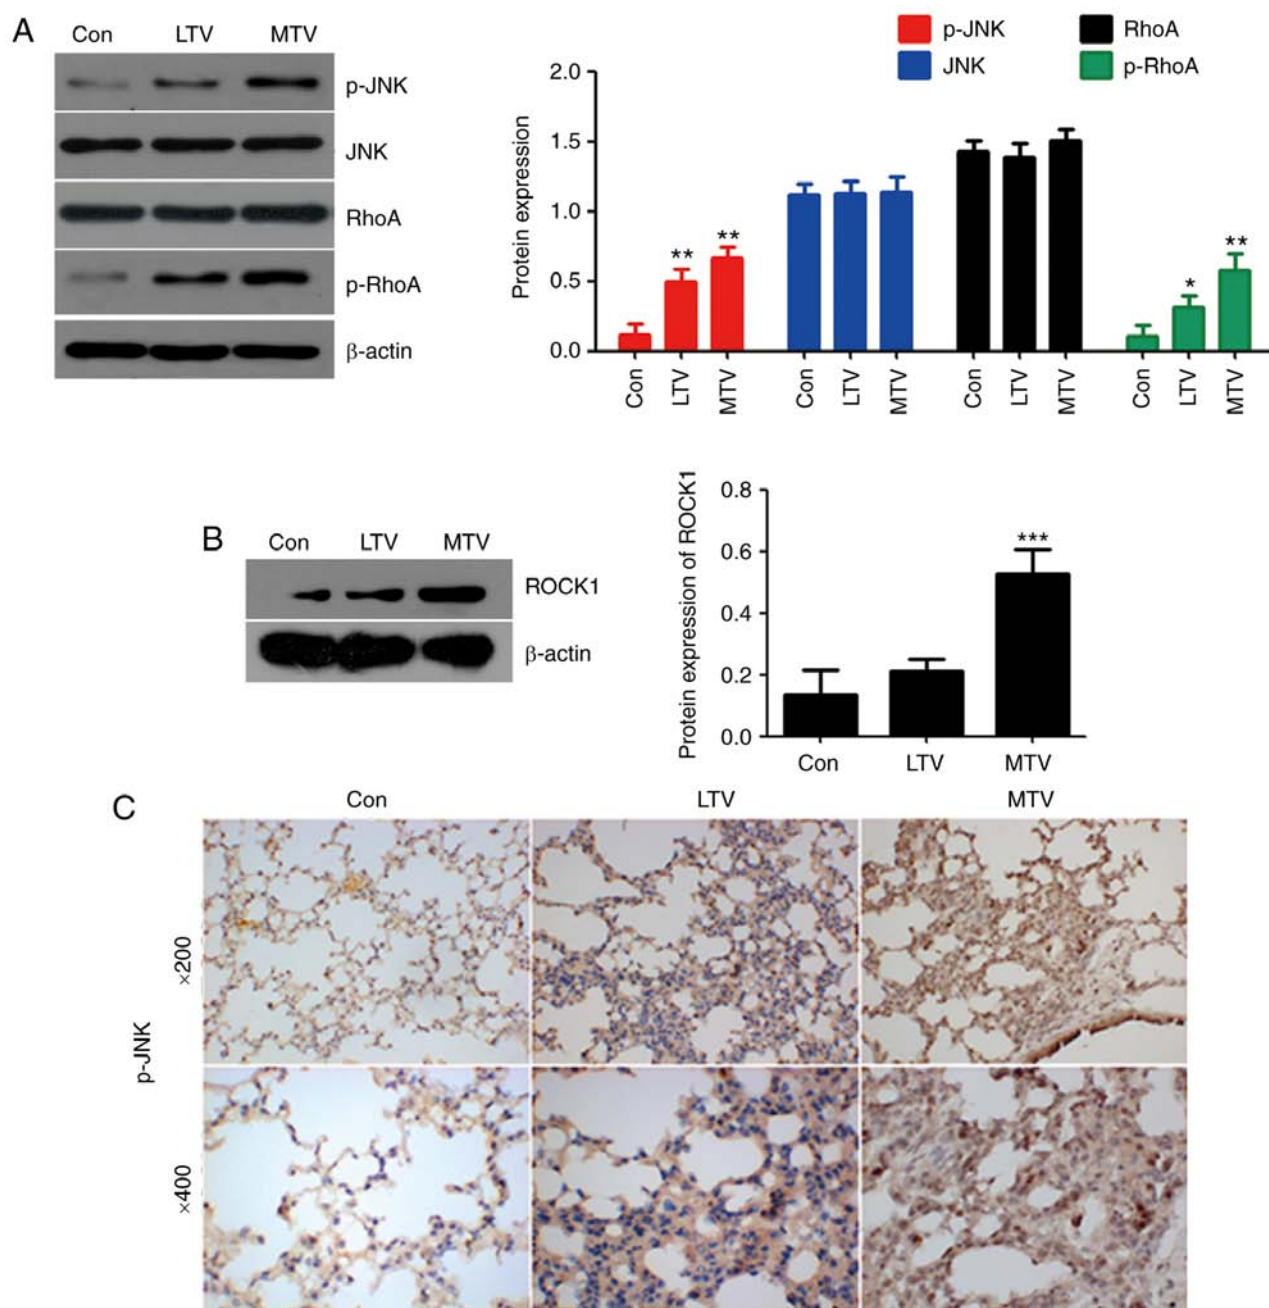 A
Con LTV MTV
p-JNK
JNK
RhoA
p-RhoA
β-actin
p-JNK RhoA
JNK p-RhoA
Protein expression
2.0
1.5
1.0
0.5
0.0
** ** * **
Con LTV MTV Con LTV MTV Con LTV MTV Con LTV MTV
B
Con LTV MTV
ROCK1
β-actin
Protein expression of ROCK1
0.8
0.6
0.4
0.2
0.0
***
Con LTV MTV
C
Con LTV MTV
p-JNK
×200
×400